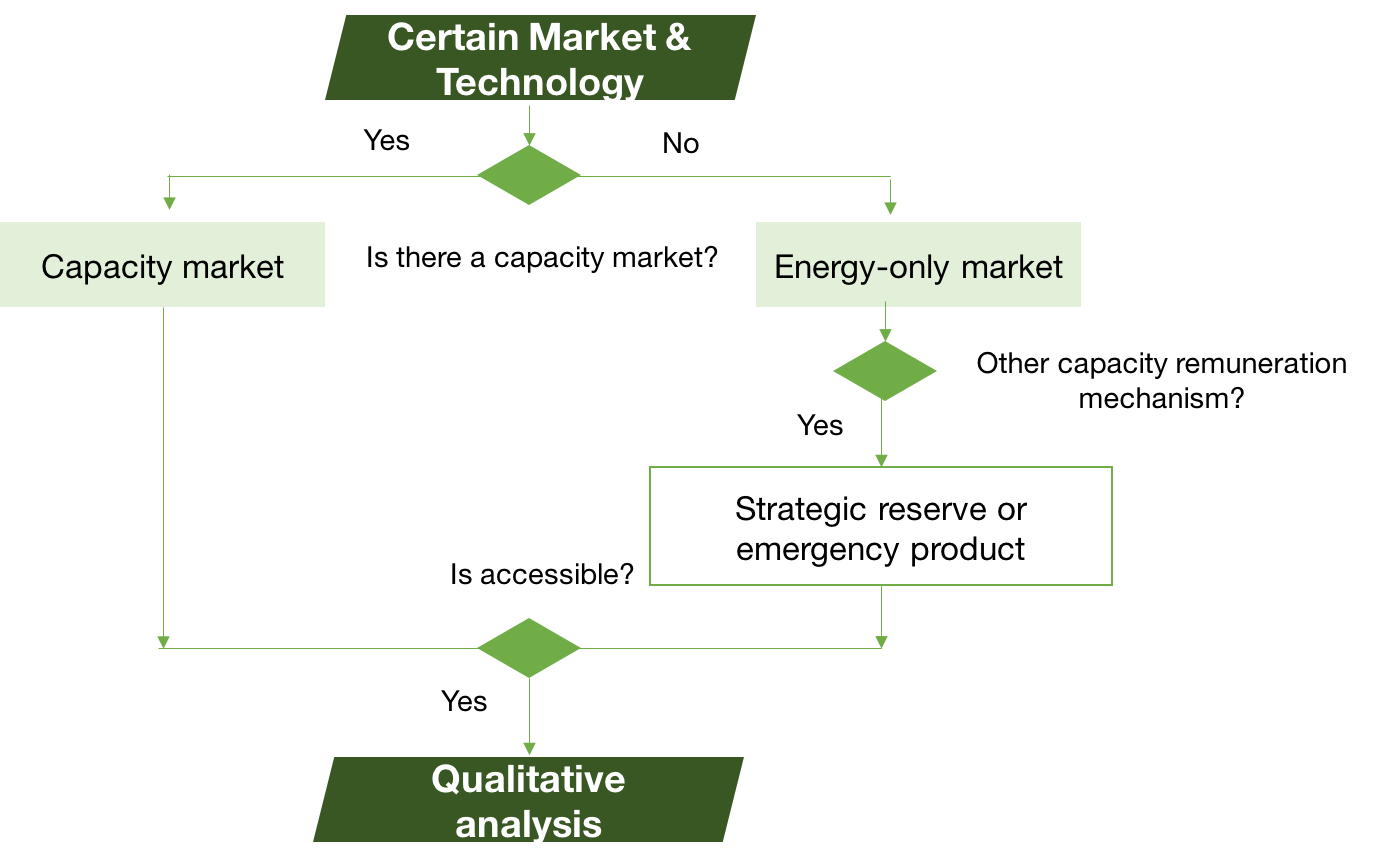 Certain Market &
Technology
Yes
No
Is there a capacity market?
Capacity market
Energy-only market
Other capacity remuneration
mechanism?
Yes
Strategic reserve or
emergency product
Is accessible?
Yes
Qualitative
analysis